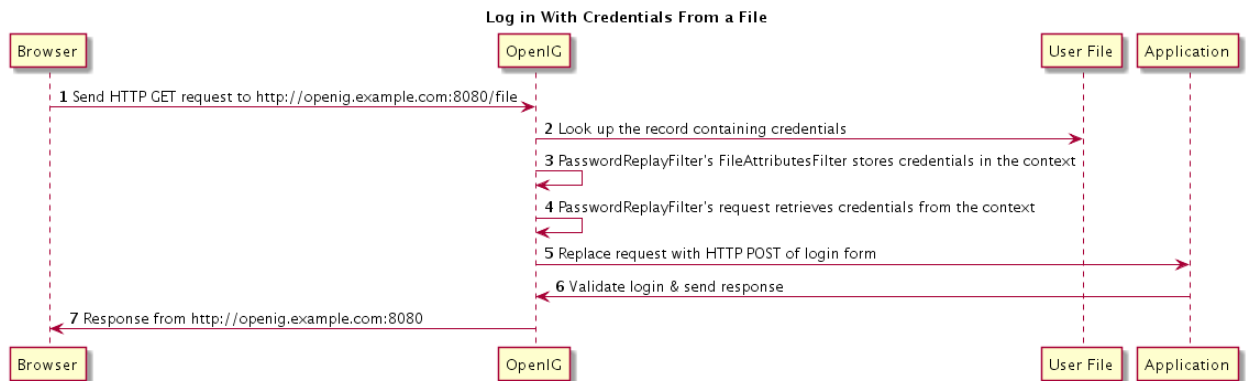 Log in With Credentials From a File
Browser OpenIG User File Application
1 Send HTTP GET request to http://openig.example.com:8080/file
2 Look up the record containing credentials
3 PasswordReplayFilter's FileAttributesFilter stores credentials in the context
4 PasswordReplayFilter's request retrieves credentials from the context
5 Replace request with HTTP POST of login form
6 Validate login & send response
7 Response from http://openig.example.com:8080
Browser OpenIG User File Application